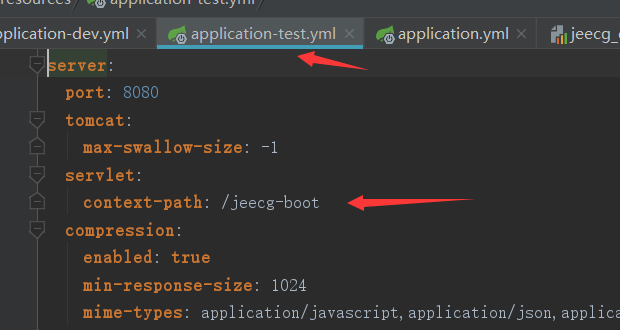 resources application-test.yml
application-dev.yml application-test.yml application.yml jeecg_
server:
port: 8080
tomcat:
max-swallow-size: -1
servlet:
context-path: /jeecg-boot
compression:
enabled: true
min-response-size: 1024
mime-types: application/javascript,application/json,applica